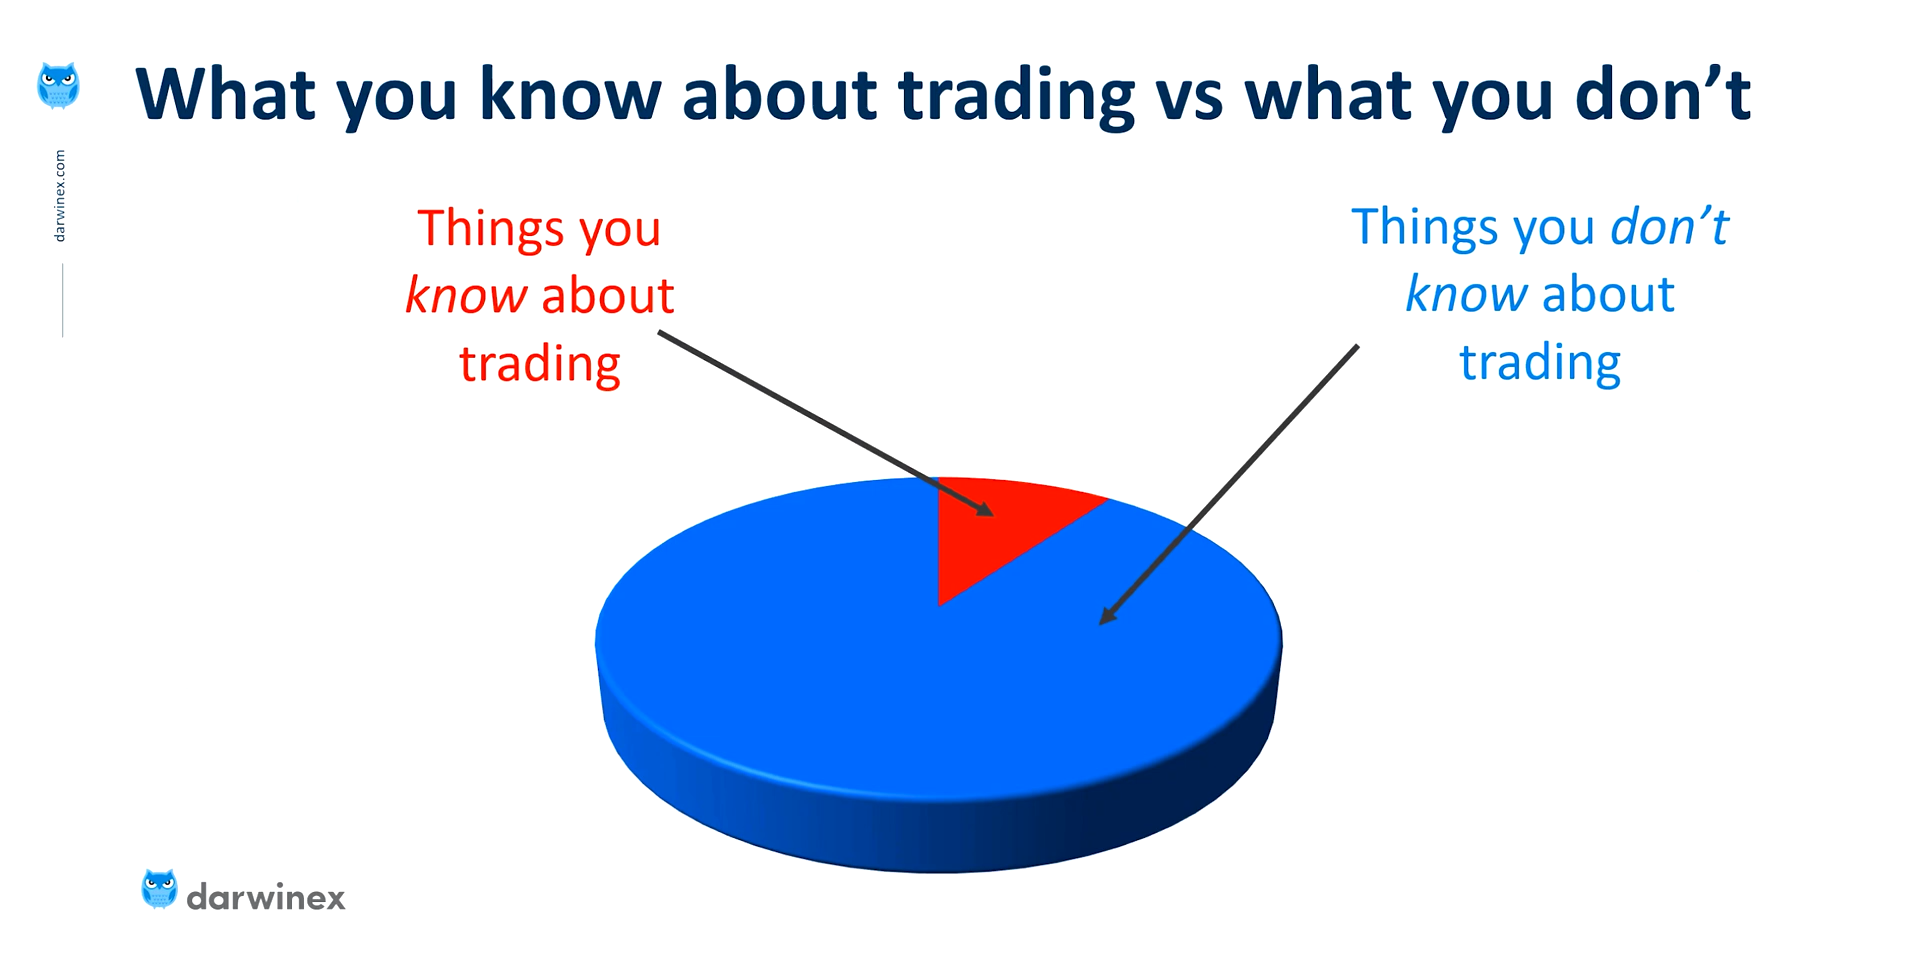 What you know about trading vs what you don’t
darwinex.com
Things you
know about
trading
Things you don’t
know about
trading
darwinex